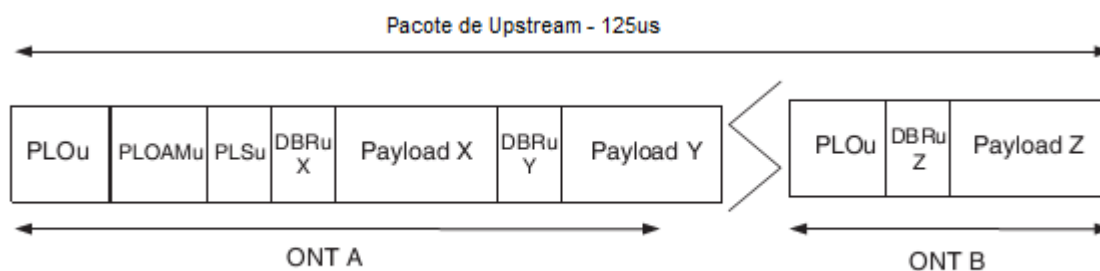 Pacote de Upstream - 125us
PLOu PLOAMu PLSu DBRu X Payload X DBRu Y Payload Y PLOu DBRu Z Payload Z
ONT A ONT B